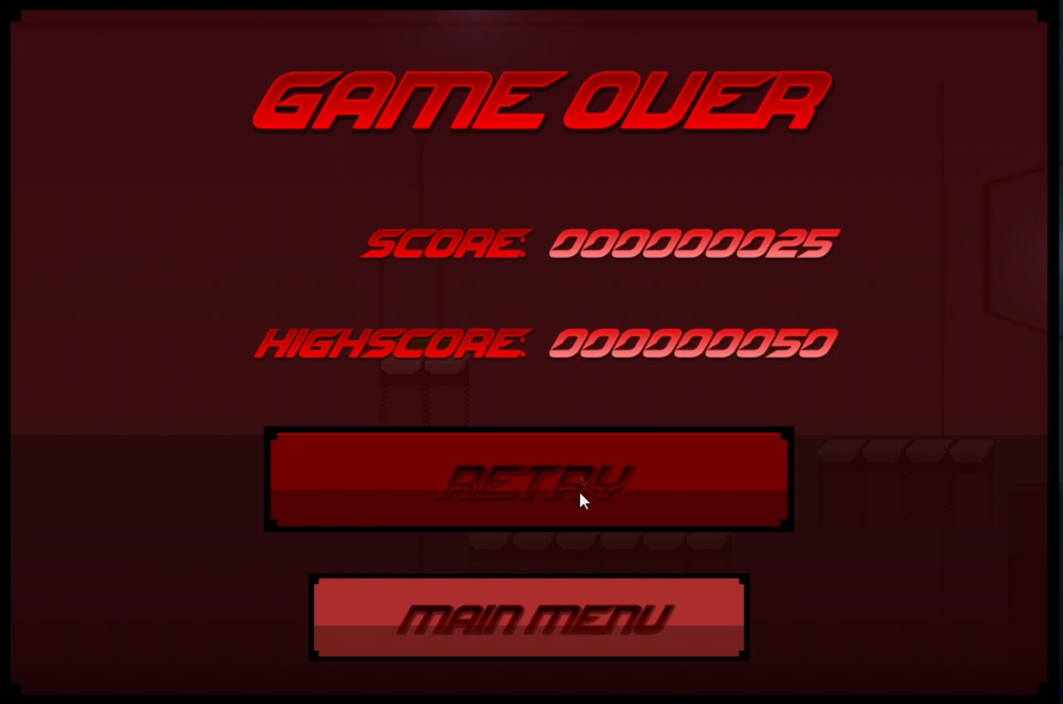 GAME OVER
SCORE: 000000025
HIGHSCORE: 000000050
RETRY
MAIN MENU